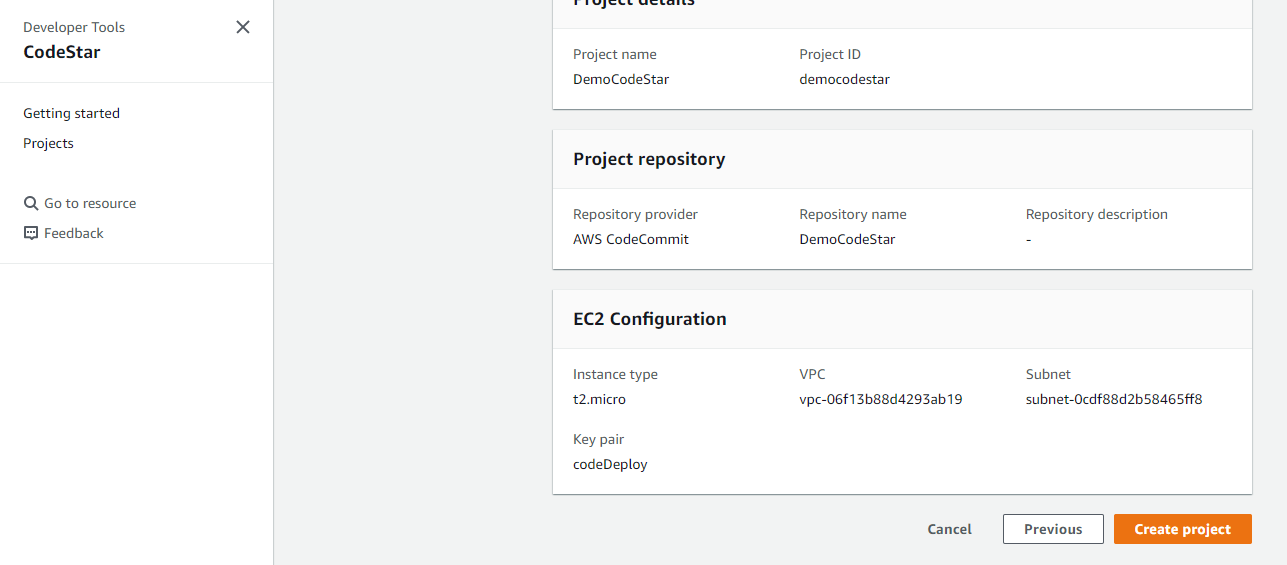 Developer Tools
CodeStar
Getting started
Projects
Go to resource
Feedback
Project details
Project name
Project ID
DemoCodeStar
democodestar
Project repository
Repository provider
Repository name
Repository description
AWS CodeCommit
DemoCodeStar
-
EC2 Configuration
Instance type
VPC
Subnet
t2.micro
vpc-06f13b88d4293ab19
subnet-0cdf88d2b58465ff8
Key pair
codeDeploy
Cancel
Previous
Create project